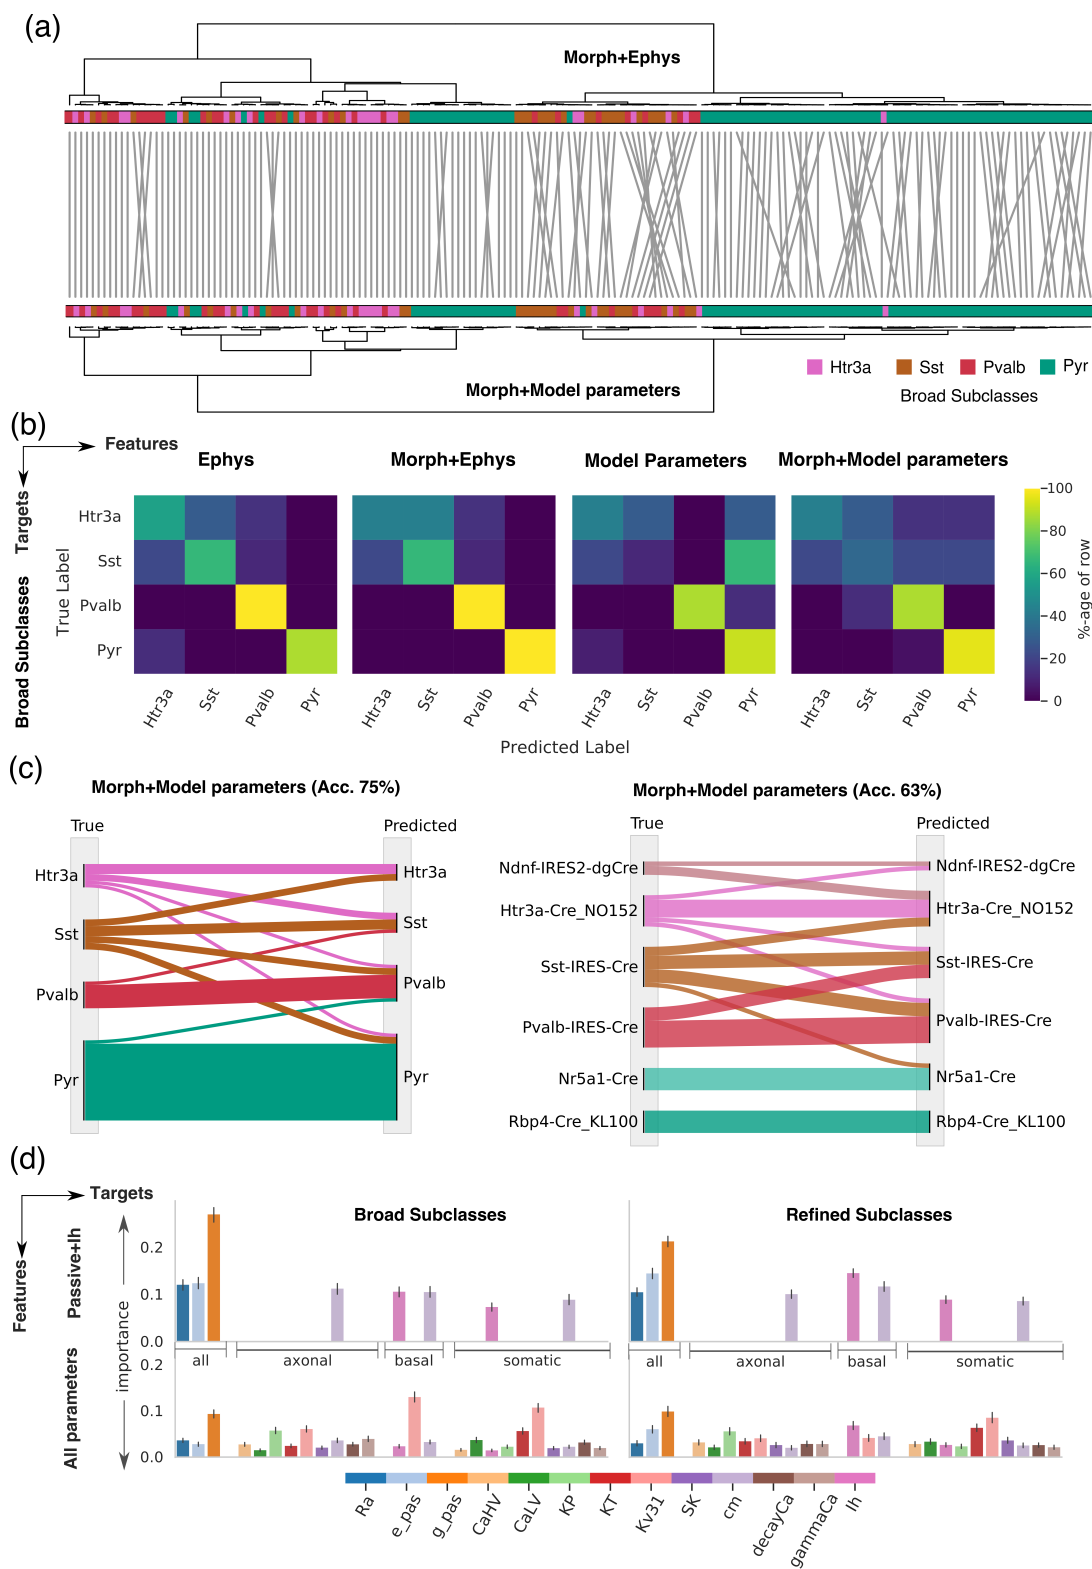 (a)
Morph+Ephys
Morph+Model parameters
Htr3a
Sst
Pvalb
Pyr
Broad Subclasses
(b)
Features
Targets
Broad Subclasses
Ephys
Morph+Ephys
Model Parameters
Morph+Model parameters
True Label
Htr3a
Sst
Pvalb
Pyr
Htr3a
Sst
Pvalb
Pyr
Htr3a
Sst
Pvalb
Pyr
Htr3a
Sst
Pvalb
Pyr
Htr3a
Sst
Pvalb
Pyr
Predicted Label
100
80
60
40
20
0
%-age of row
(c)
Morph+Model parameters (Acc. 75%)
True
Predicted
Htr3a
Sst
Pvalb
Pyr
Htr3a
Sst
Pvalb
Pyr
Morph+Model parameters (Acc. 63%)
True
Predicted
Ndnf-IRES2-dgCre
Htr3a-Cre_NO152
Sst-IRES-Cre
Pvalb-IRES-Cre
Nr5a1-Cre
Rbp4-Cre_KL100
Ndnf-IRES2-dgCre
Htr3a-Cre_NO152
Sst-IRES-Cre
Pvalb-IRES-Cre
Nr5a1-Cre
Rbp4-Cre_KL100
(d)
Targets
Features
Passive+Ih
All parameters
importance
Broad Subclasses
Refined Subclasses
0.2
0.1
0.0
all
axonal
basal
somatic
all
axonal
basal
somatic
0.2
0.1
0.0
Ra
e_pas
g_pas
CaHV
CaLV
KP
KT
Kv31
SK
cm
decayCa
gammaCa
Ih